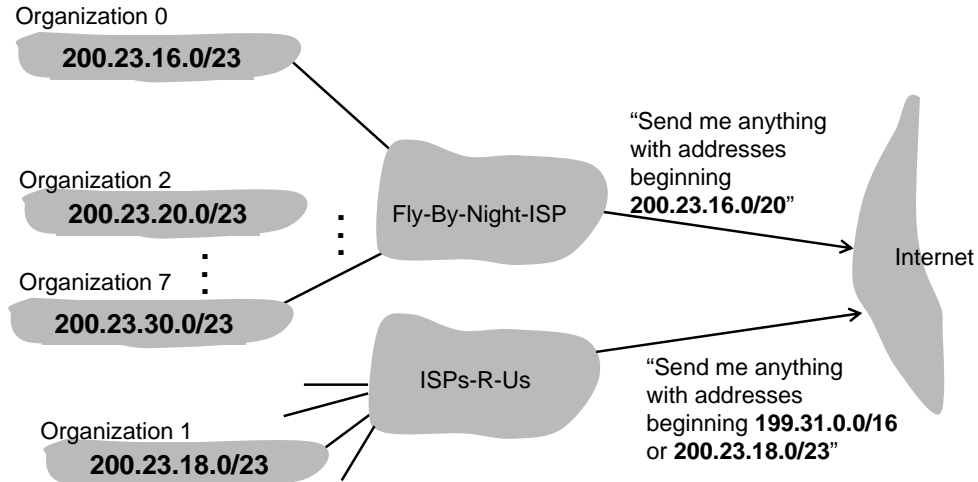 Organization 0
200.23.16.0/23
Organization 2
200.23.20.0/23
Organization 7
200.23.30.0/23
Fly-By-Night-ISP
“Send me anything
with addresses
beginning
200.23.16.0/20”
Internet
ISPs-R-Us
Organization 1
200.23.18.0/23
“Send me anything
with addresses
beginning 199.31.0.0/16
or 200.23.18.0/23”